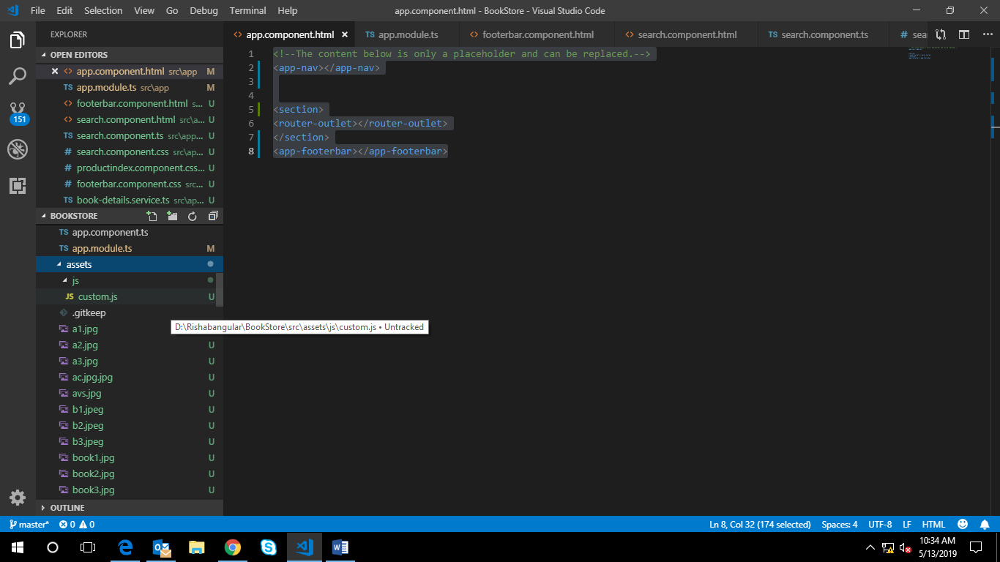 File Edit Selection View Go Debug Terminal Help app.component.html - BookStore - Visual Studio Code
EXPLORER
app.component.html TS app.module.ts footerbar.component.html search.component.html TS search.component.ts # sea
OPEN EDITORS
app.component.html src\app M
TS app.module.ts src\app M
footerbar.component.html s... U
search.component.html src\a... U
TS search.component.ts src\app... U
# search.component.css src\ap... U
# productindex.component.css... U
# footerbar.component.css src... U
TS book-details.service.ts src\ap... U
151
BOOKSTORE
TS app.component.ts
TS app.module.ts M
assets
js
JS custom.js U
.gitkeep
a1.jpg
a2.jpg U
a3.jpg U
ac.jpg.jpg U
avs.jpg U
b1.jpeg U
b2.jpeg U
b3.jpeg U
book1.jpg U
book2.jpg U
book3.jpg U
OUTLINE
D:\Rishabangular\BookStore\src\assets\js\custom.js • Untracked
1 <!--The content below is only a placeholder and can be replaced.-->
2 <app-nav></app-nav>
3
4
5 <section>
6 <router-outlet></router-outlet>
7 </section>
8 <app-footerbar></app-footerbar>
master* 0 0 Ln 8, Col 32 (174 selected) Spaces: 4 UTF-8 LF HTML
10:34 AM
5/13/2019